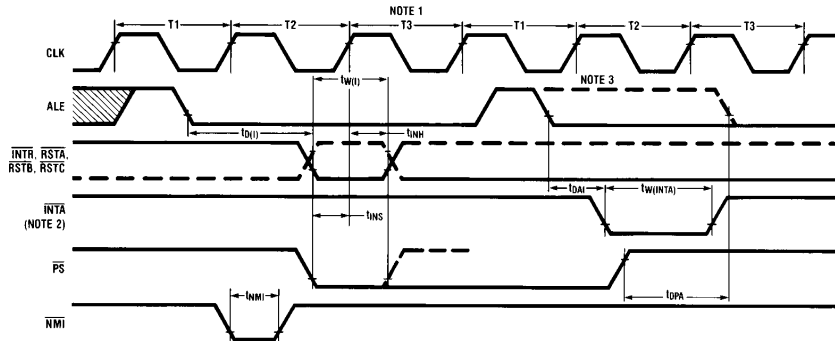 NOTE 1
T1 T2 T3 T1 T2 T3
CLK
tW(I)
NOTE 3
ALE
tD(I) tINH
INTR, RSTA,
RSTB, RSTC
tDAI tW(INTA)
INTA
(NOTE 2)
tINS
PS
tNMI tDPA
NMI